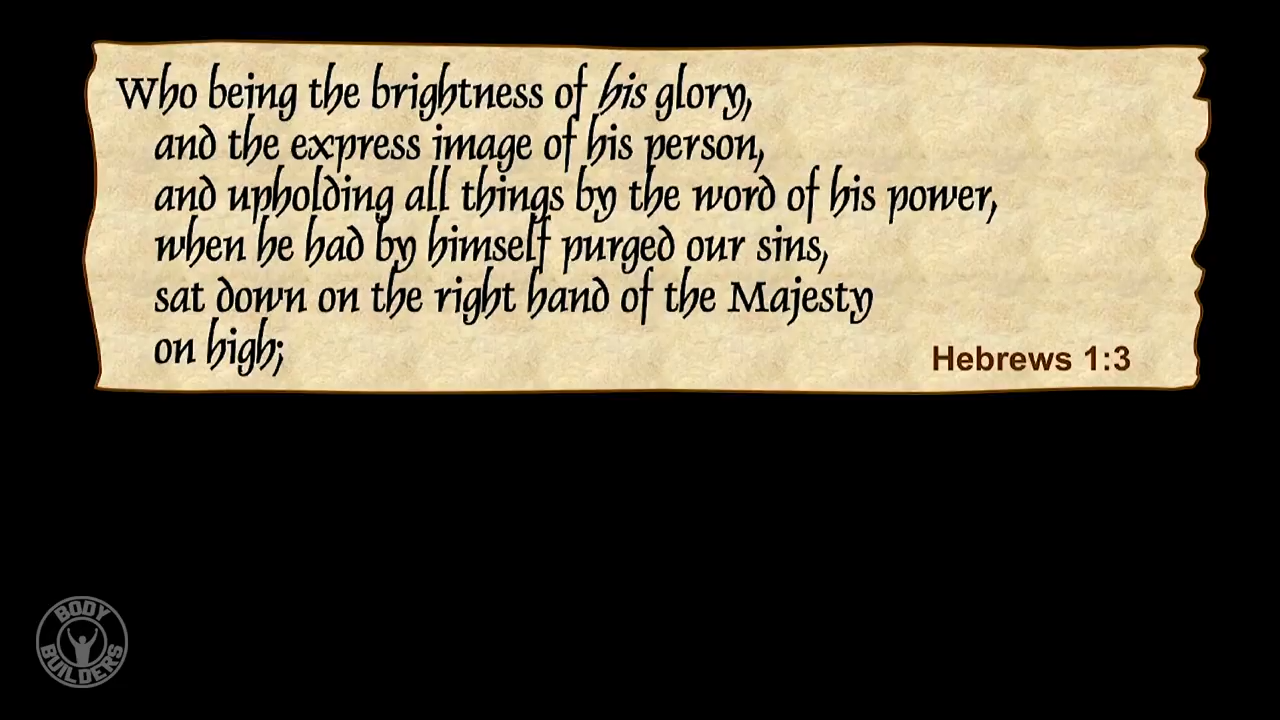 Who being the brightness of his glory,
and the express image of his person,
and upholding all things by the word of his power,
when he had by himself purged our sins,
sat down on the right hand of the Majesty
on high;
Hebrews 1:3
BODY
BUILDERS